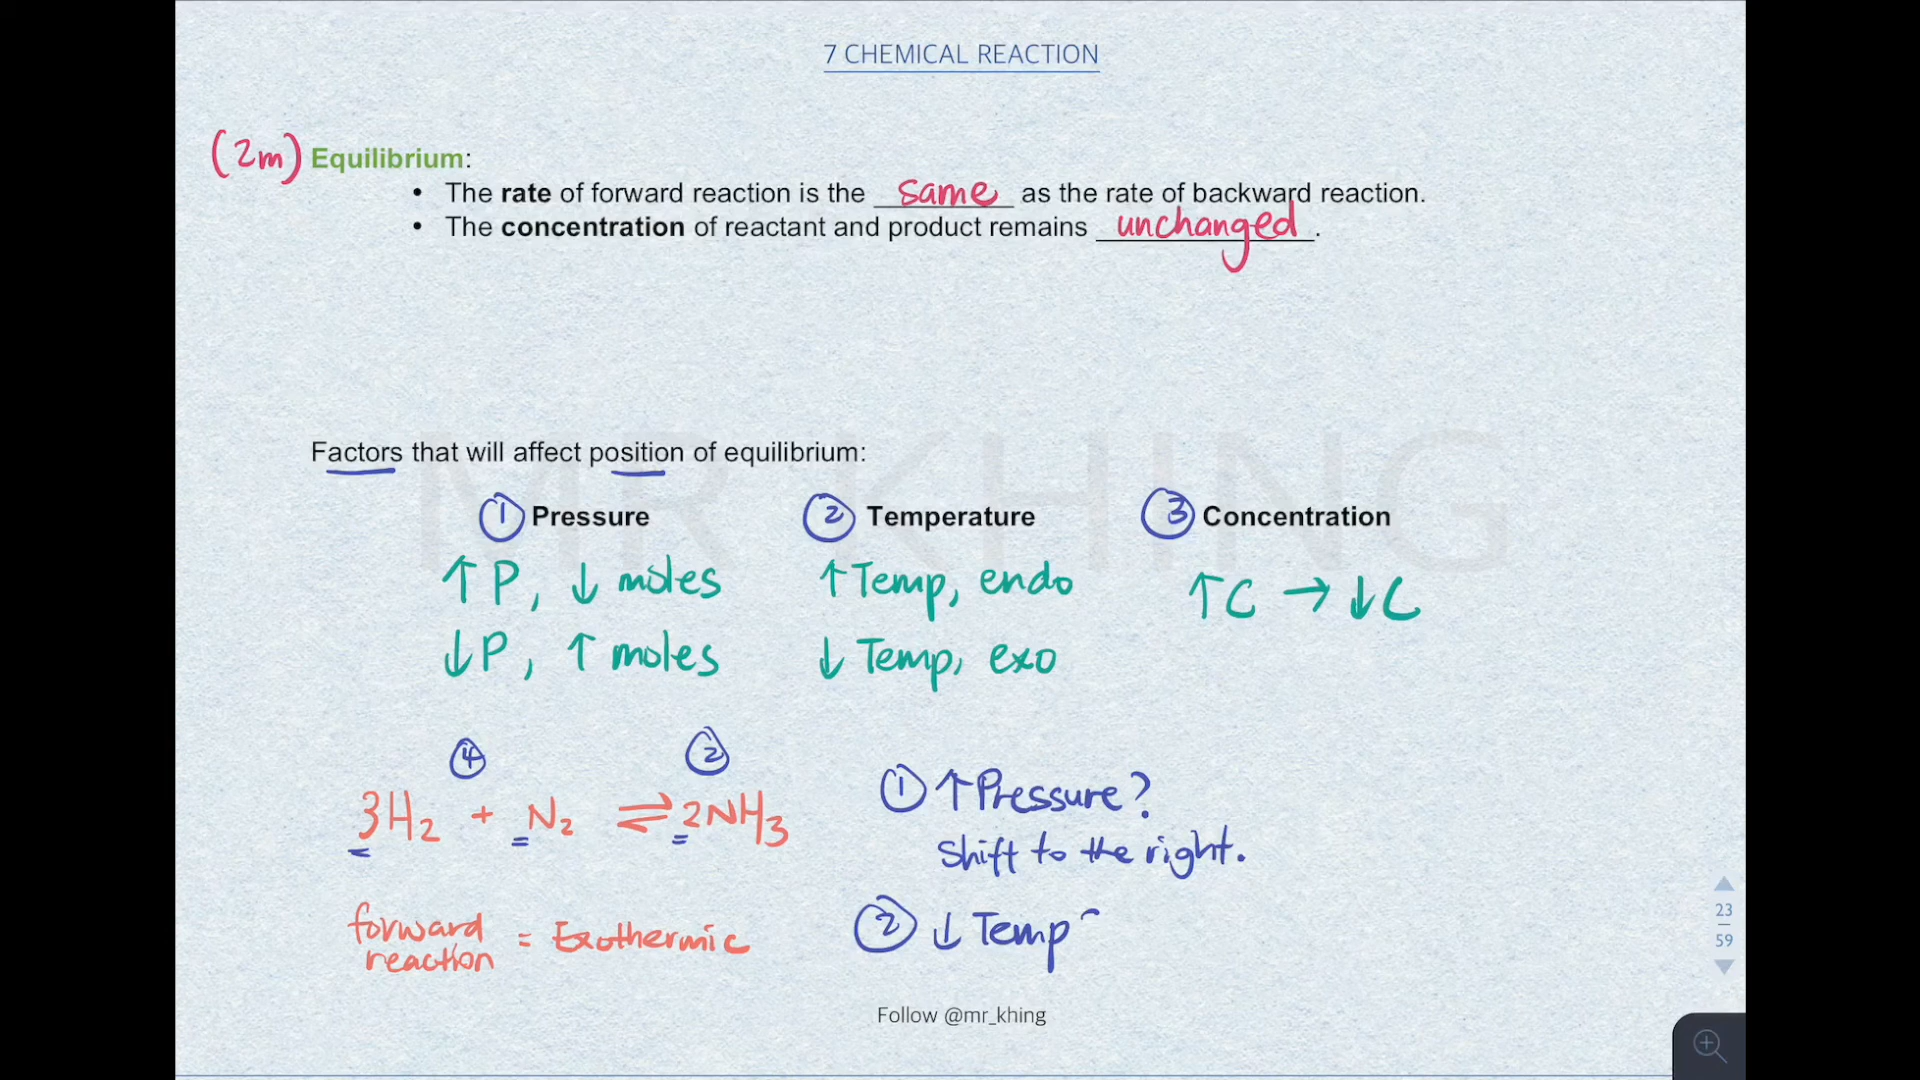 7 CHEMICAL REACTION
(2m) Equilibrium:
• The rate of forward reaction is the same as the rate of backward reaction.
• The concentration of reactant and product remains unchanged.
MR KHING
Factors that will affect position of equilibrium:
① Pressure ② Temperature ③ Concentration
↑ P, ↓ moles ↑ Temp, endo ↑ C → ↓ C
↓ P, ↑ moles ↓ Temp, exo
④ ②
3H₂ + N₂ ⇌ 2NH₃
① ↑ Pressure?
Shift to the right.
forward reaction = Exothermic
② ↓ Temp
23
59
Follow @mr_khing